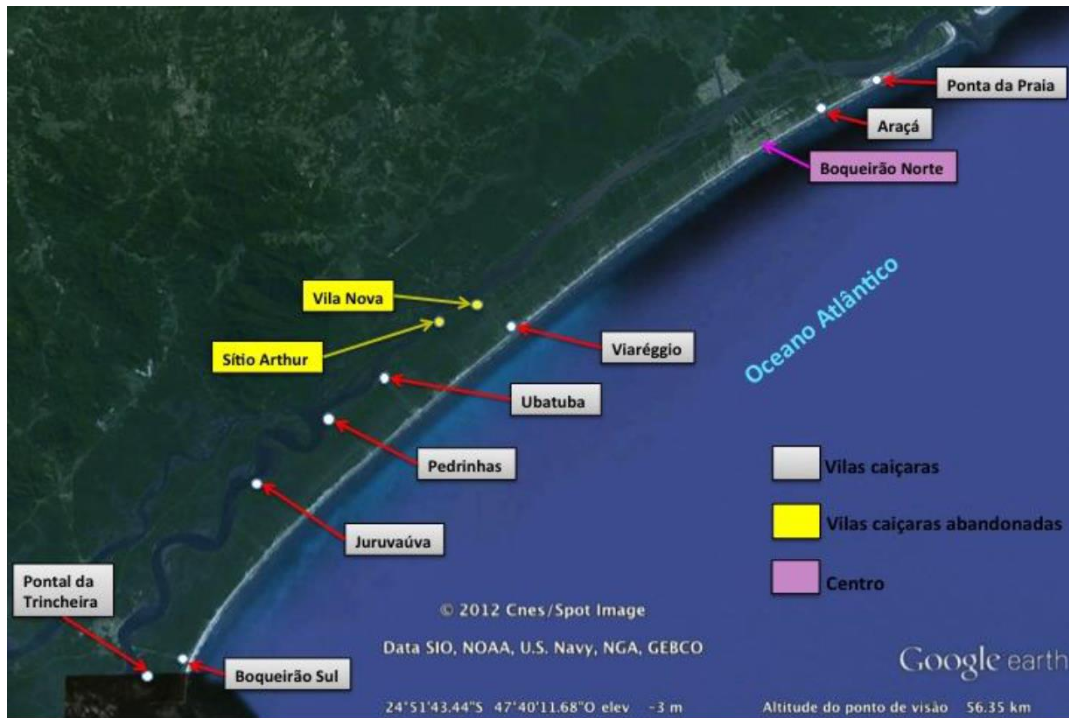 Ponta da Praia
Araçá
Boqueirão Norte
Oceano Atlântico
Vila Nova
Sítio Arthur
Viaréggio
Ubatuba
Pedrinhas
Vilas caiçaras
Juruvaúva
Vilas caiçaras abandonadas
Pontal da
Trincheira
Centro
Boqueirão Sul
© 2012 Cnes/Spot Image
Data SIO, NOAA, U.S. Navy, NGA, GEBCO
Google earth
24°51'43.44"S 47°40'11.68"O elev -3 m
Altitude do ponto de visão 56.35 km